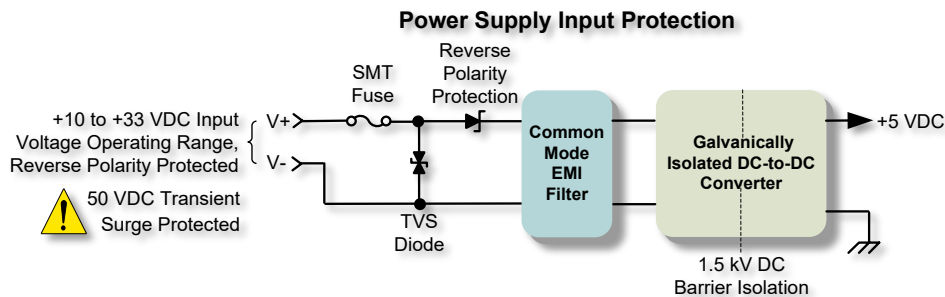 Power Supply Input Protection
Reverse
Polarity
Protection
SMT
Fuse
+10 to +33 VDC Input
Voltage Operating Range,
Reverse Polarity Protected
V+
V-
50 VDC Transient
Surge Protected
TVS
Diode
Common
Mode
EMI
Filter
Galvanically
Isolated DC-to-DC
Converter
+5 VDC
1.5 kV DC
Barrier Isolation